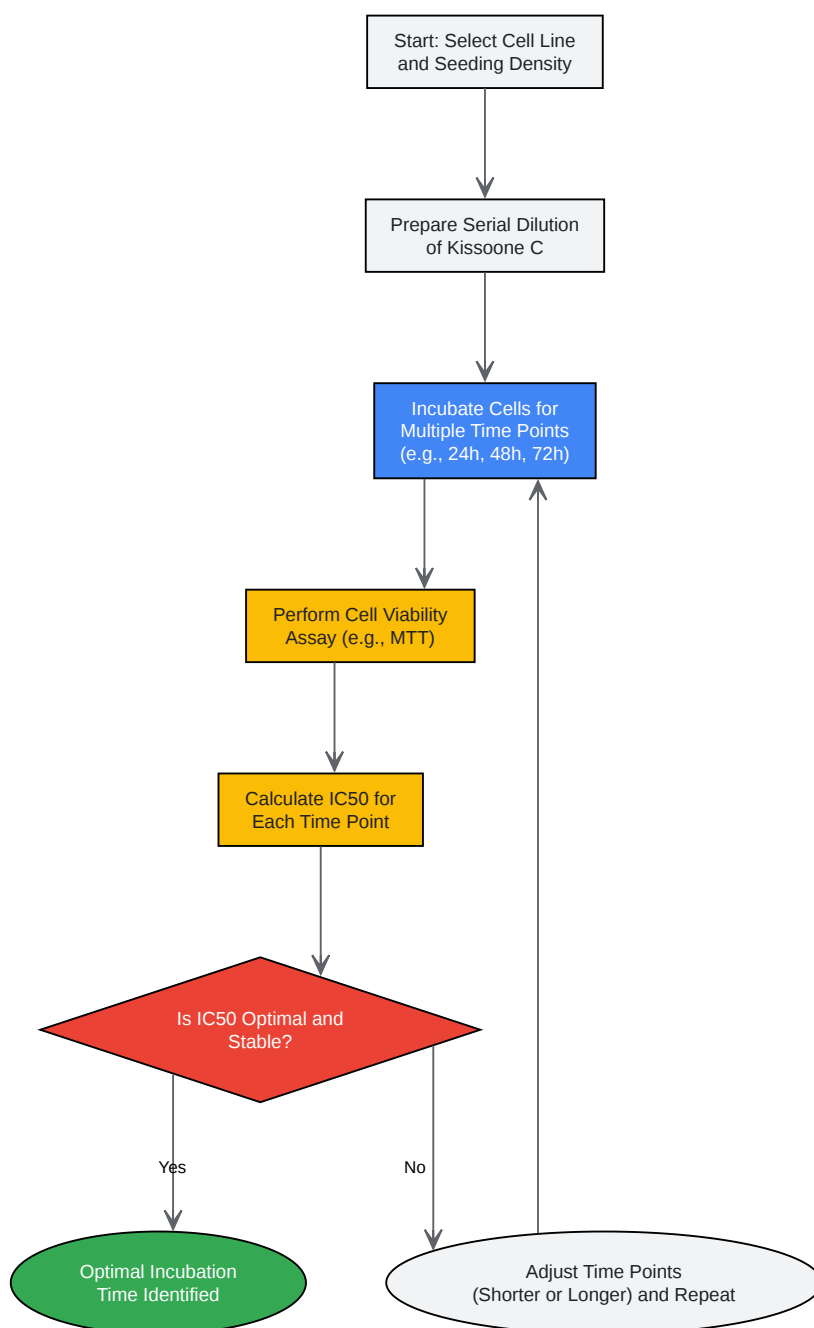 Start: Select Cell Line
and Seeding Density
Prepare Serial Dilution
of Kissoone C
Incubate Cells for
Multiple Time Points
(e.g., 24h, 48h, 72h)
Perform Cell Viability
Assay (e.g., MTT)
Calculate IC50 for
Each Time Point
Is IC50 Optimal and
Stable?
Yes
No
Optimal Incubation
Time Identified
Adjust Time Points
(Shorter or Longer) and Repeat